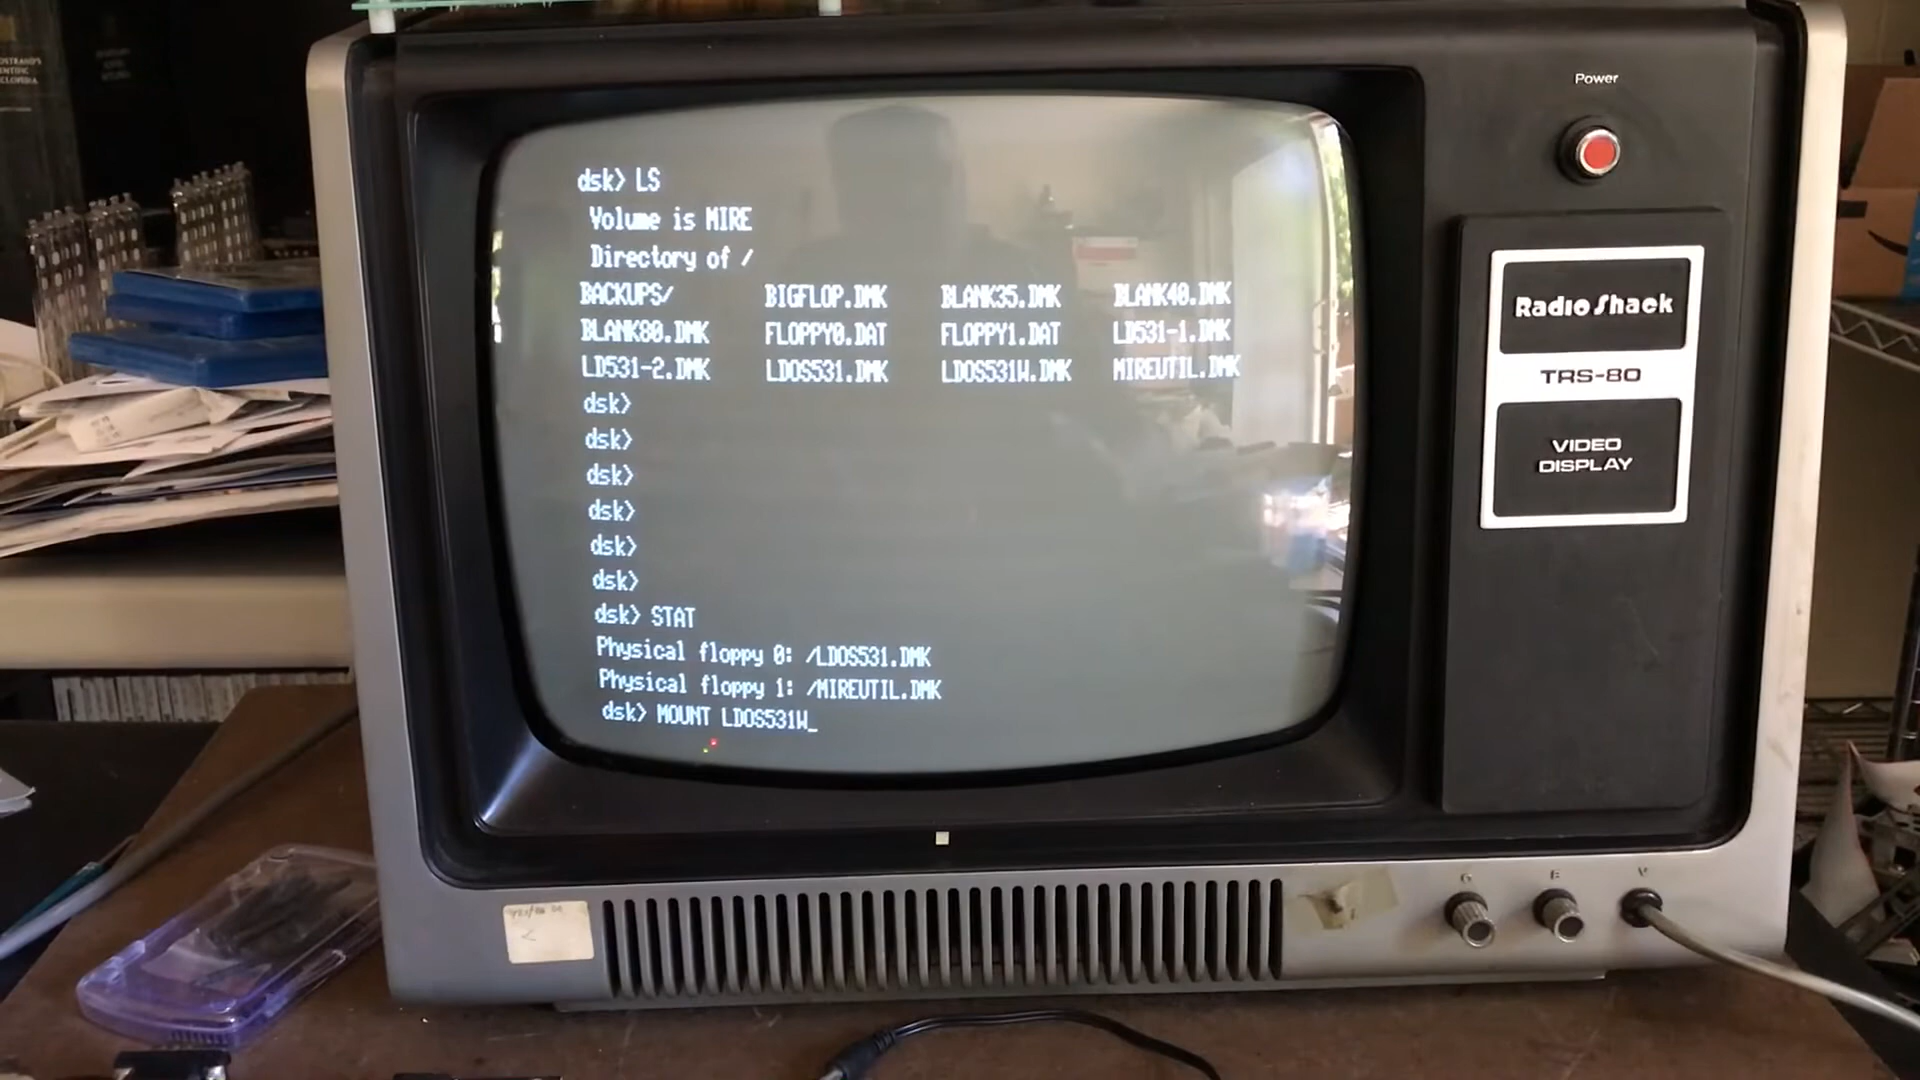 dsk> LS
Volume is MIRE
Directory of /
BACKUPS/ BIGFLOP.DMK BLANK35.DMK BLANK40.DMK
BLANK80.DMK FLOPPY0.DAT FLOPPY1.DAT LD531-1.DMK
LD531-2.DMK LDOS531.DMK LDOS531W.DMK MIREUTIL.DMK
dsk>
dsk>
dsk>
dsk>
dsk>
dsk>
dsk> STAT
Physical floppy 0: /LDOS531.DMK
Physical floppy 1: /MIREUTIL.DMK
dsk> MOUNT LDOS531W_
Power
Radio Shack
TRS-80
VIDEO
DISPLAY